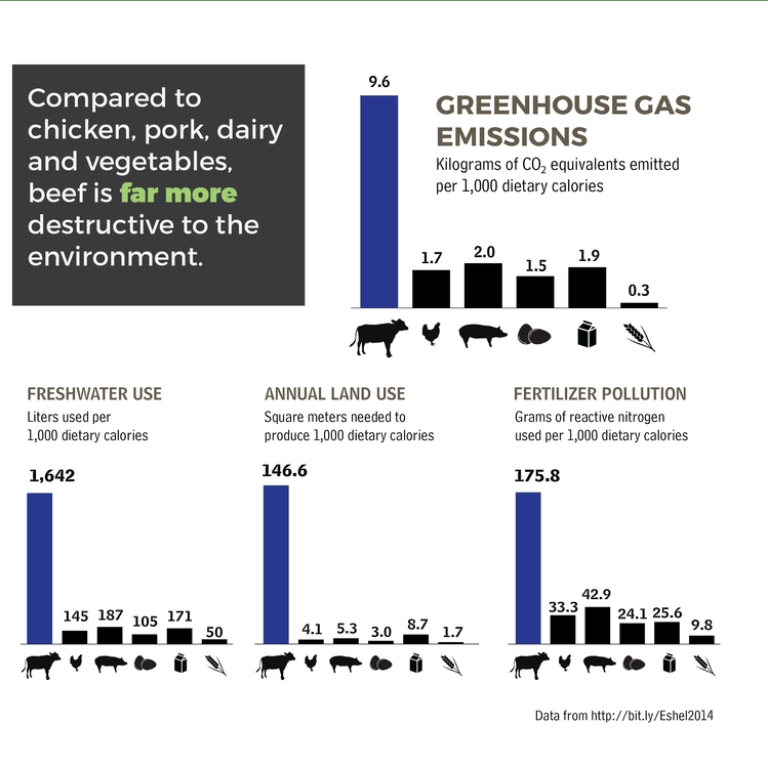 Compared to
chicken, pork, dairy
and vegetables,
beef is far more
destructive to the
environment.
GREENHOUSE GAS
EMISSIONS
Kilograms of CO₂ equivalents emitted
per 1,000 dietary calories
9.6
1.7
2.0
1.5
1.9
0.3
FRESHWATER USE
Liters used per
1,000 dietary calories
1,642
145
187
105
171
50
ANNUAL LAND USE
Square meters needed to
produce 1,000 dietary calories
146.6
4.1
5.3
3.0
8.7
1.7
FERTILIZER POLLUTION
Grams of reactive nitrogen
used per 1,000 dietary calories
175.8
33.3
42.9
24.1
25.6
9.8
Data from http://bit.ly/Eshel2014